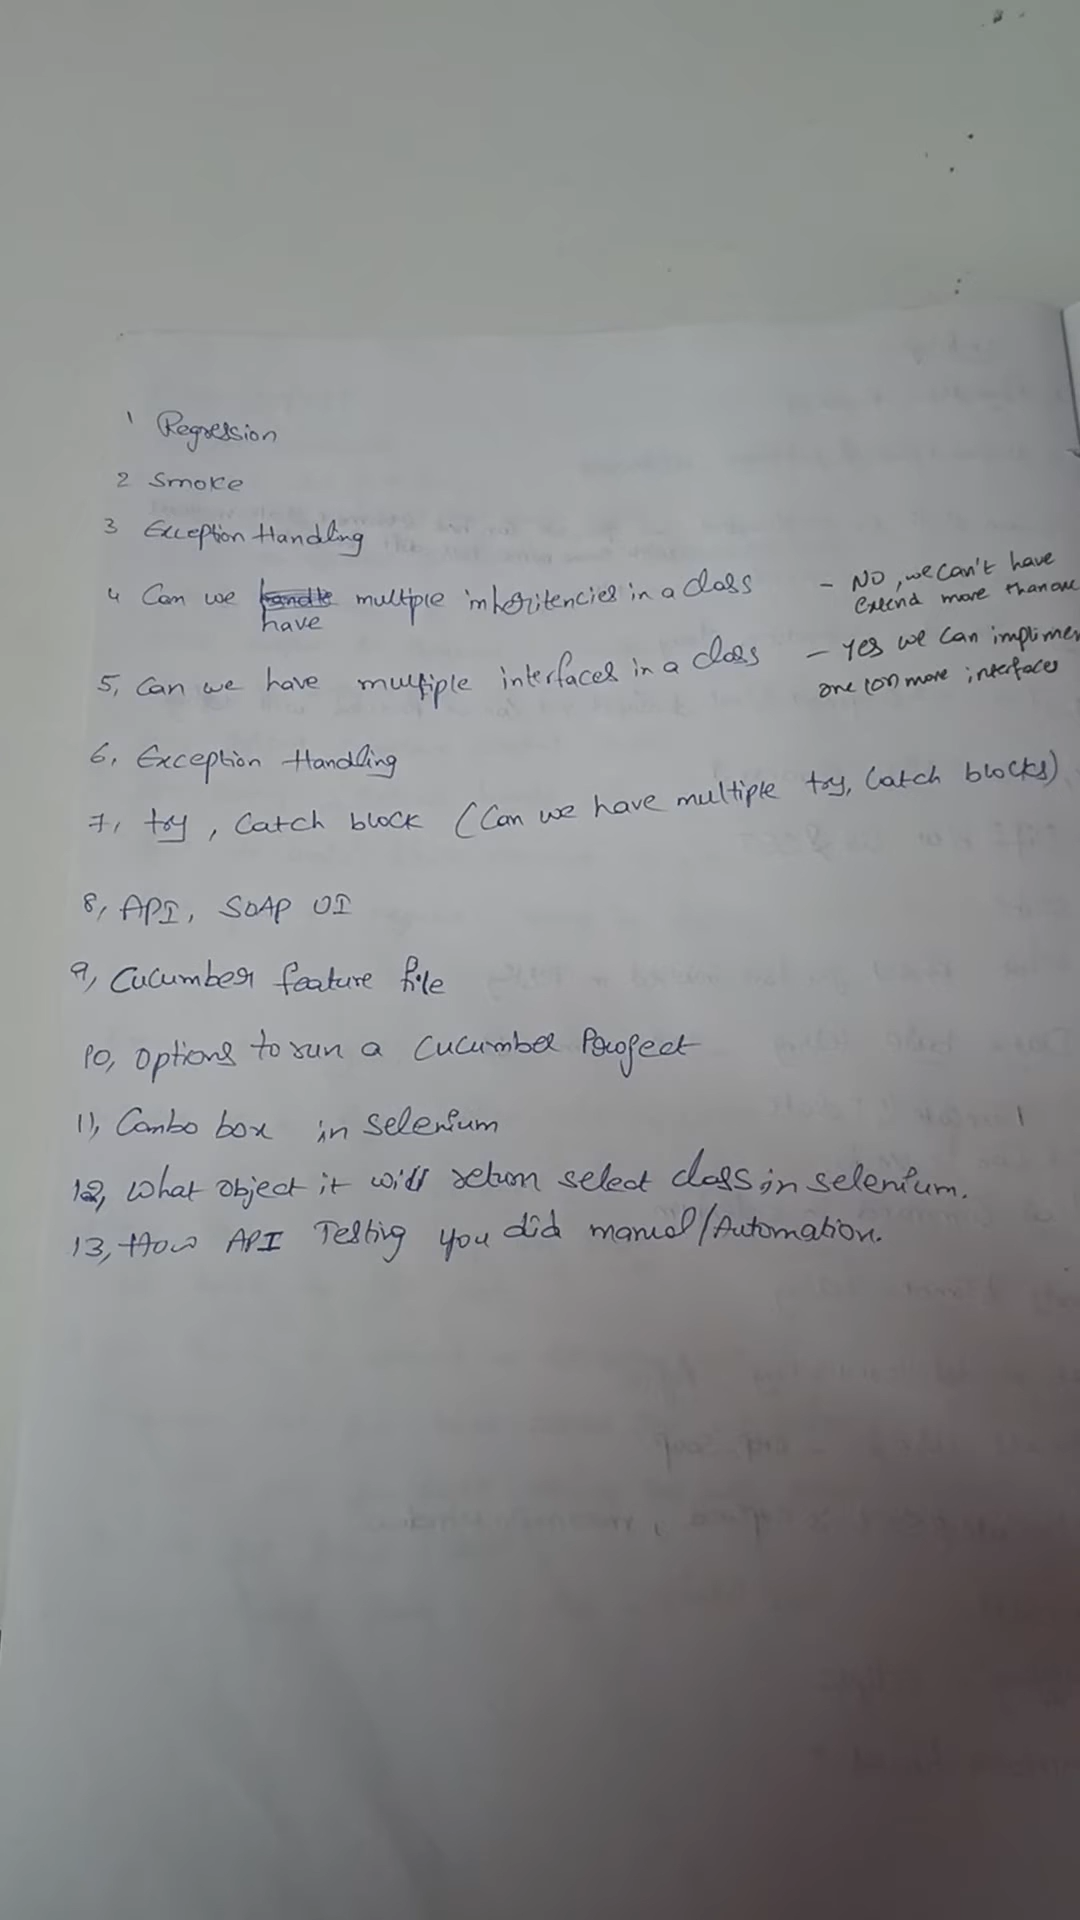 1 Regression
2 Smoke
3 Exception Handling
4 Can we have multiple inheritencies in a class - No, we can't have
extend more than one
5, Can we have multiple interfaces in a class - Yes we can implimen
one (or) more interfaces
6, Exception Handling
7, try, Catch block (Can we have multiple try, Catch blocks)
8, API, SOAP UI
9, Cucumber feature file
10, Options to run a Cucumber Project
11, Combo box in selenium
12, What object it will return select class in selenium.
13, How API Testing you did manual/Automation.